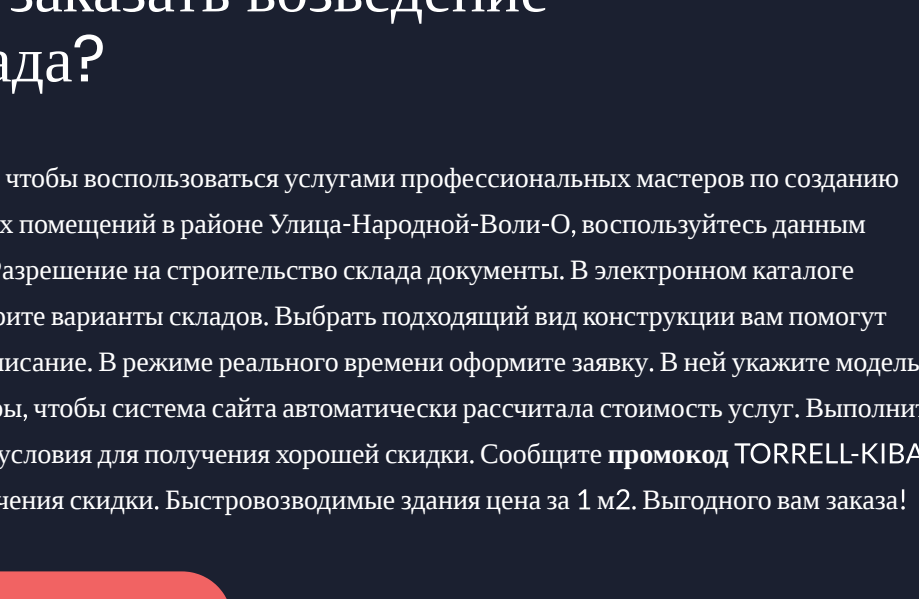 заказать возведение
ада?
чтобы воспользоваться услугами профессиональных мастеров по созданию
х помещений в районе Улица-Народной-Воли-О, воспользуйтесь данным
Разрешение на строительство склада документы. В электронном каталоге
рите варианты складов. Выбрать подходящий вид конструкции вам помогут
писание. В режиме реального времени оформите заявку. В ней укажите модель
ры, чтобы система сайта автоматически рассчитала стоимость услуг. Выполнит
условия для получения хорошей скидки. Сообщите промокод TORRELL-KIBA
чения скидки. Быстровозводимые здания цена за 1 м2. Выгодного вам заказа!